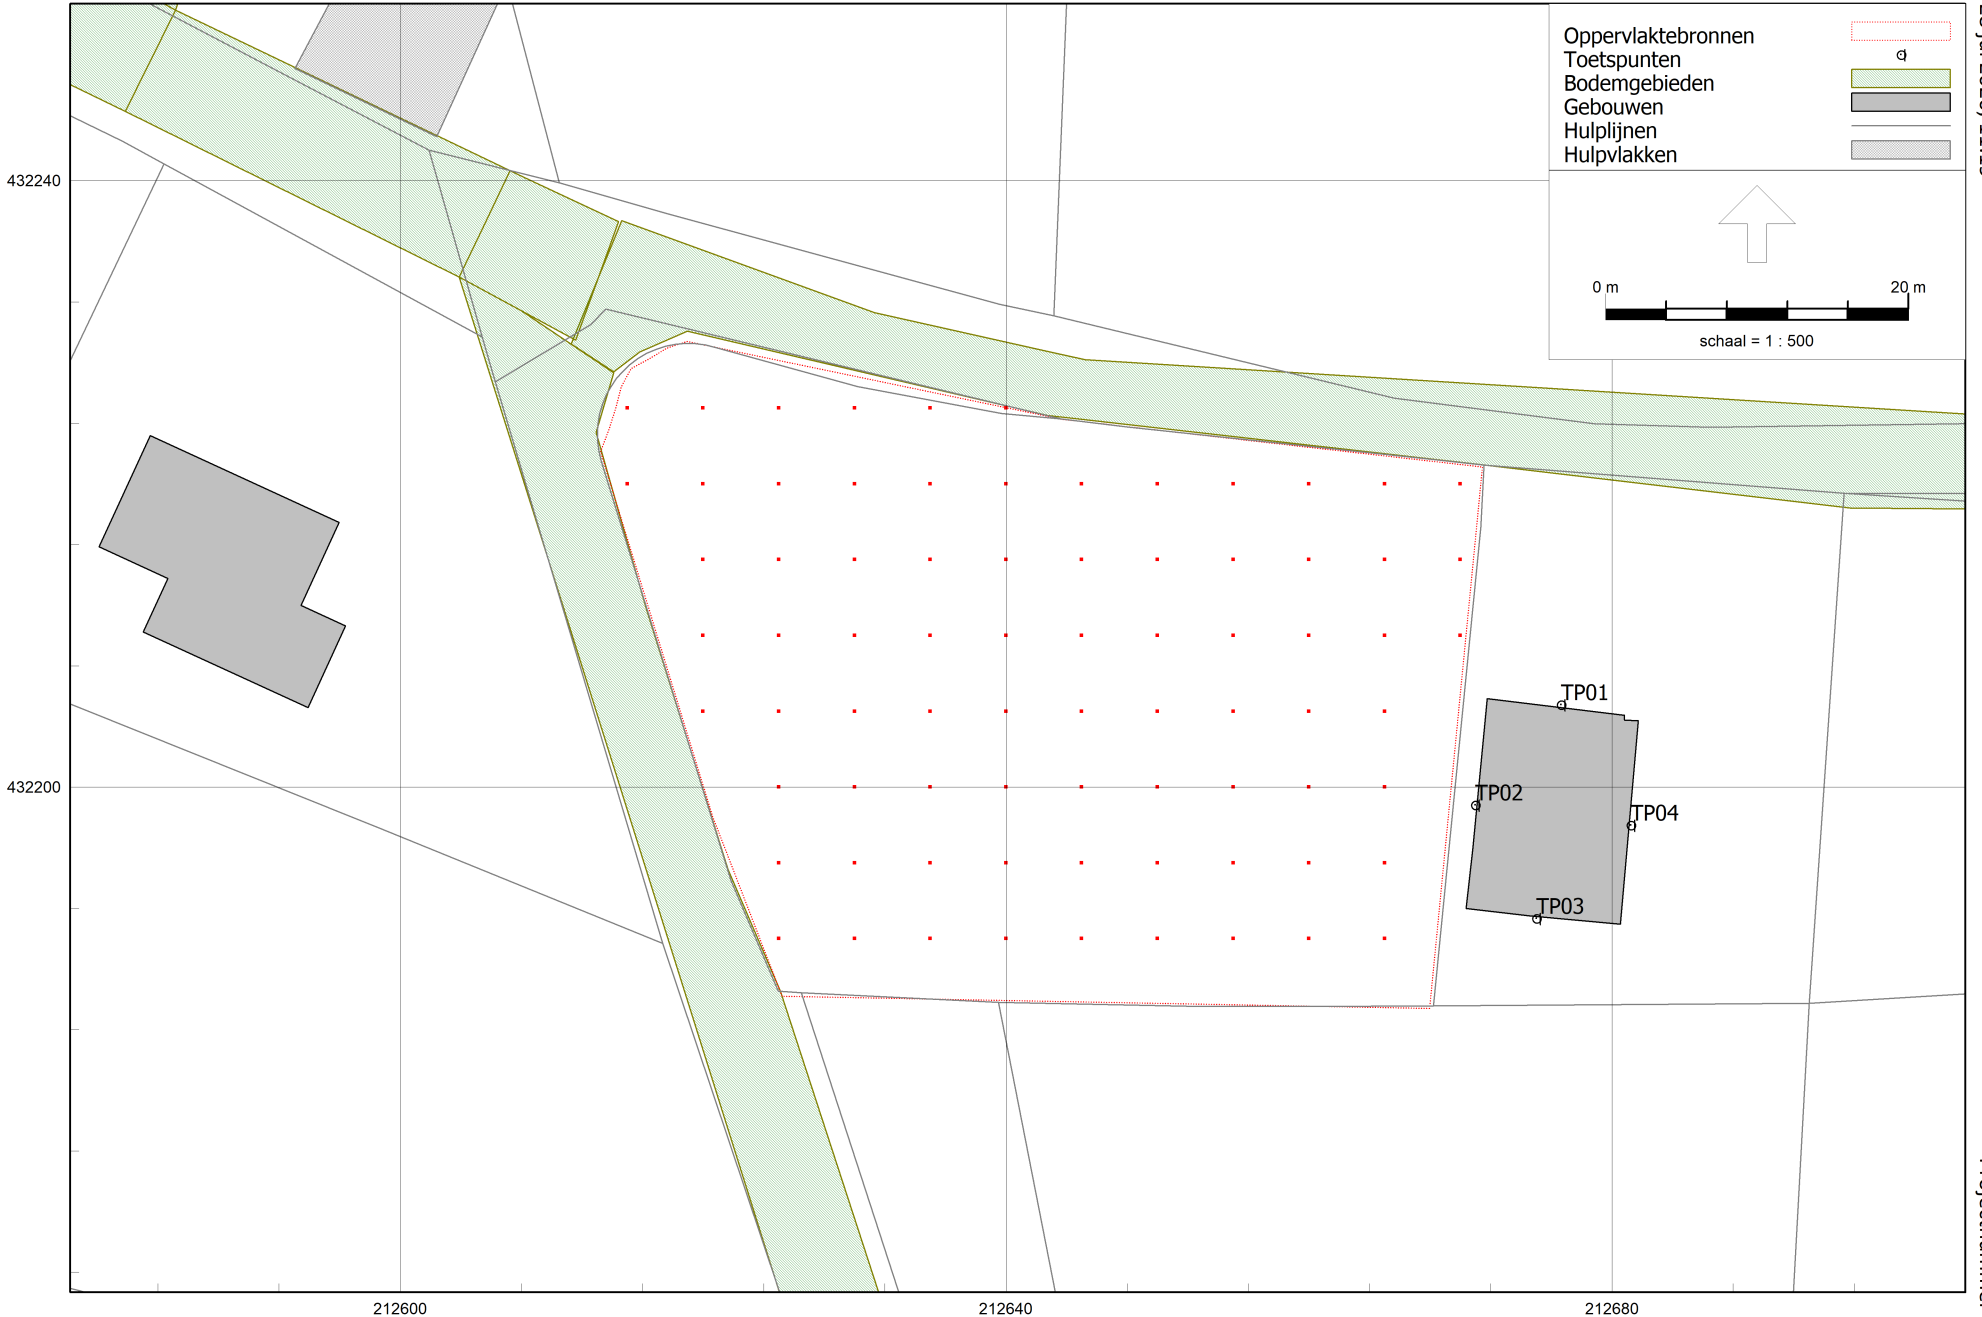 Oppervlaktebronnen
Toetspunten
Bodemgebieden
Gebouwen
Hulplijnen
Hulpvlakken
432240
0 m
20 m
schaal = 1 : 500
TP01
432200
TP02
TP04
TP03
212600
212640
212680